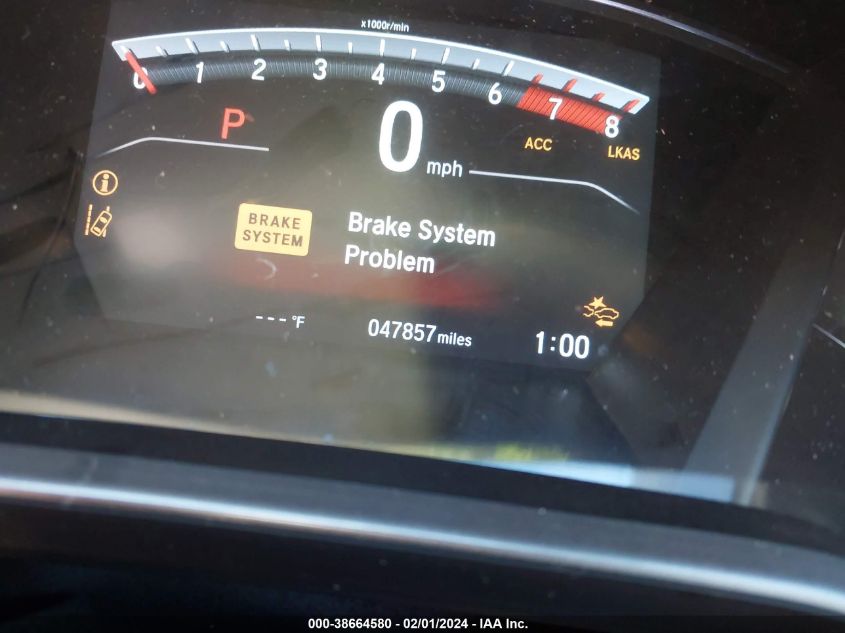 x1000r/min
0 1 2 3 4 5 6 7 8
P
0 mph
ACC
LKAS
i
BRAKE
SYSTEM
Brake System
Problem
---°F
047857 miles
1:00
000-38664580 - 02/01/2024 - IAA Inc.